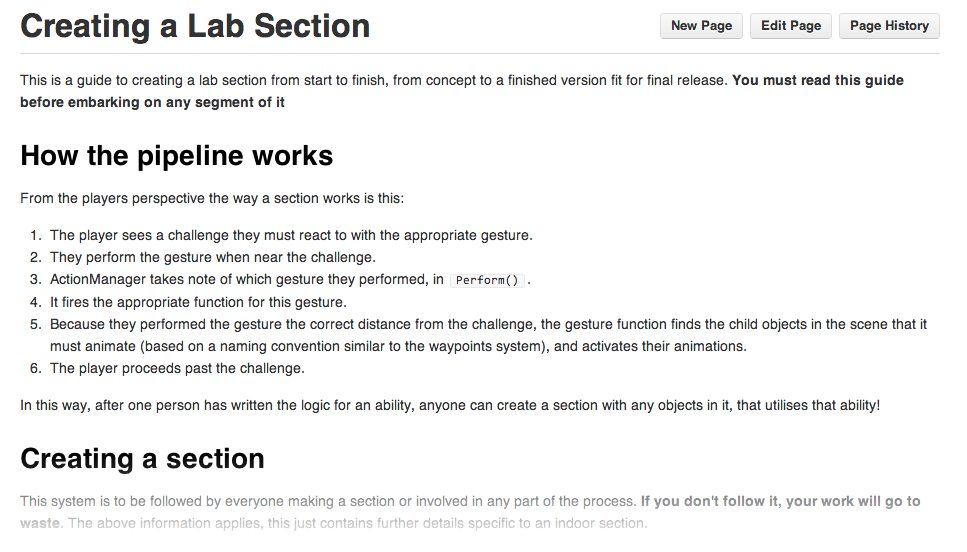 Creating a Lab Section
New Page Edit Page Page History
This is a guide to creating a lab section from start to finish, from concept to a finished version fit for final release. You must read this guide
before embarking on any segment of it
How the pipeline works
From the players perspective the way a section works is this:
1. The player sees a challenge they must react to with the appropriate gesture.
2. They perform the gesture when near the challenge.
3. ActionManager takes note of which gesture they performed, in Perform() .
4. It fires the appropriate function for this gesture.
5. Because they performed the gesture the correct distance from the challenge, the gesture function finds the child objects in the scene that it
must animate (based on a naming convention similar to the waypoints system), and activates their animations.
6. The player proceeds past the challenge.
In this way, after one person has written the logic for an ability, anyone can create a section with any objects in it, that utilises that ability!
Creating a section
This system is to be followed by everyone making a section or involved in any part of the process. If you don't follow it, your work will go to
waste. The above information applies, this just contains further details specific to an indoor section.